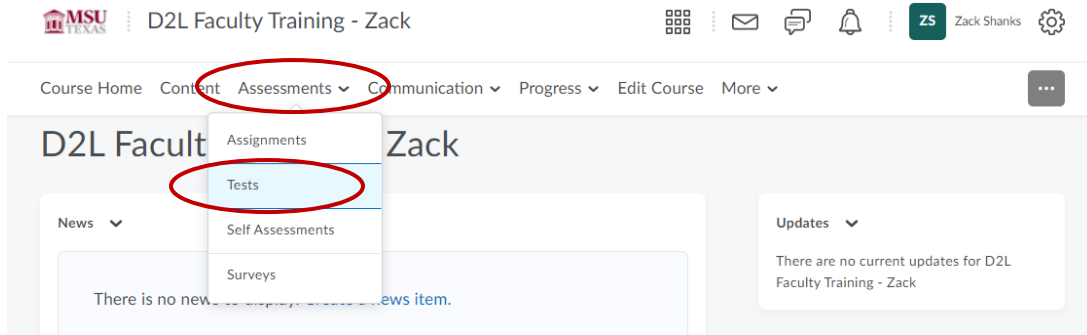 MSU TEXAS D2L Faculty Training - Zack ZS Zack Shanks
Course Home Content Assessments Communication Progress Edit Course More
D2L Facult Zack
Assignments
Tests
Self Assessments
Surveys
News
There is no news to display. Create a news item.
Updates
There are no current updates for D2L
Faculty Training - Zack